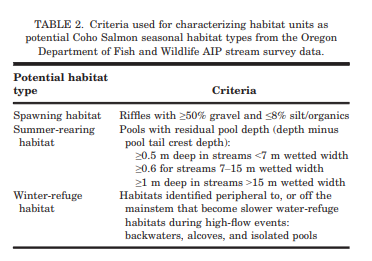 TABLE 2. Criteria used for characterizing habitat units as
potential Coho Salmon seasonal habitat types from the Oregon
Department of Fish and Wildlife AIP stream survey data.
Potential habitat
type Criteria
Spawning habitat Riffles with ≥50% gravel and ≤8% silt/organics
Summer-rearing Pools with residual pool depth (depth minus
habitat pool tail crest depth):
≥0.5 m deep in streams <7 m wetted width
≥0.6 for streams 7–15 m wetted width
≥1 m deep in streams >15 m wetted width
Winter-refuge Habitats identified peripheral to, or off the
habitat mainstem that become slower water-refuge
habitats during high-flow events:
backwaters, alcoves, and isolated pools